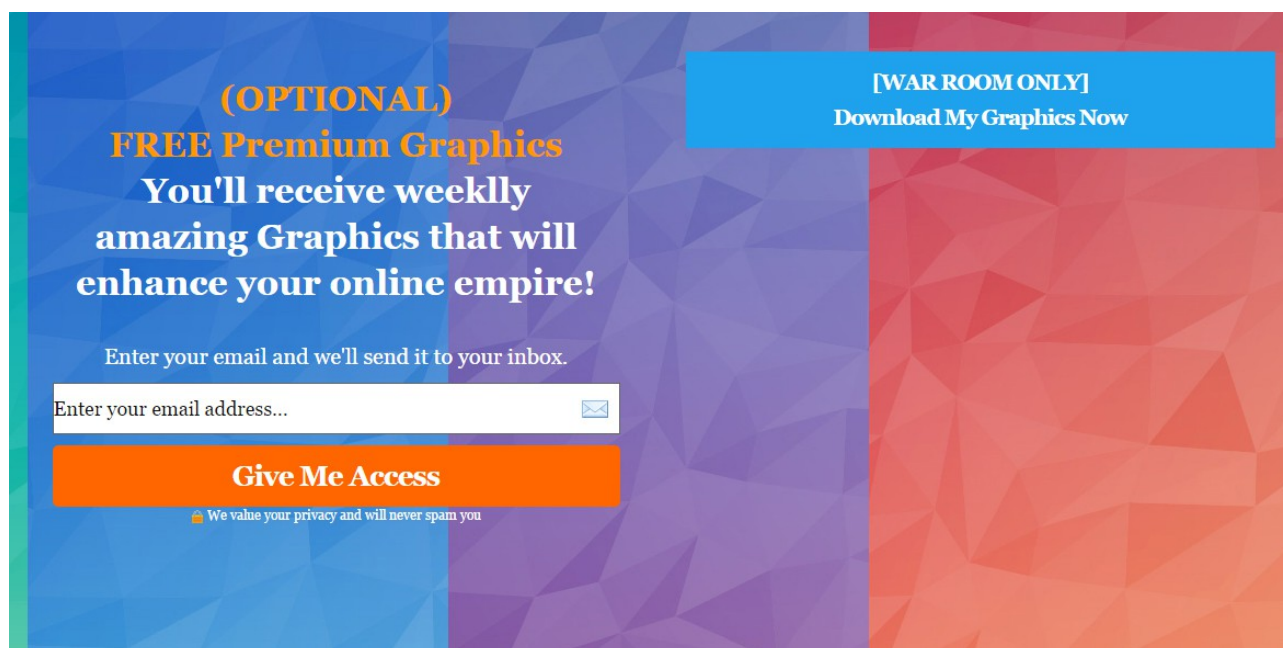 (OPTIONAL)
FREE Premium Graphics
You'll receive weeklly
amazing Graphics that will
enhance your online empire!
Enter your email and we'll send it to your inbox.
Enter your email address...
Give Me Access
We value your privacy and will never spam you
[WAR ROOM ONLY]
Download My Graphics Now